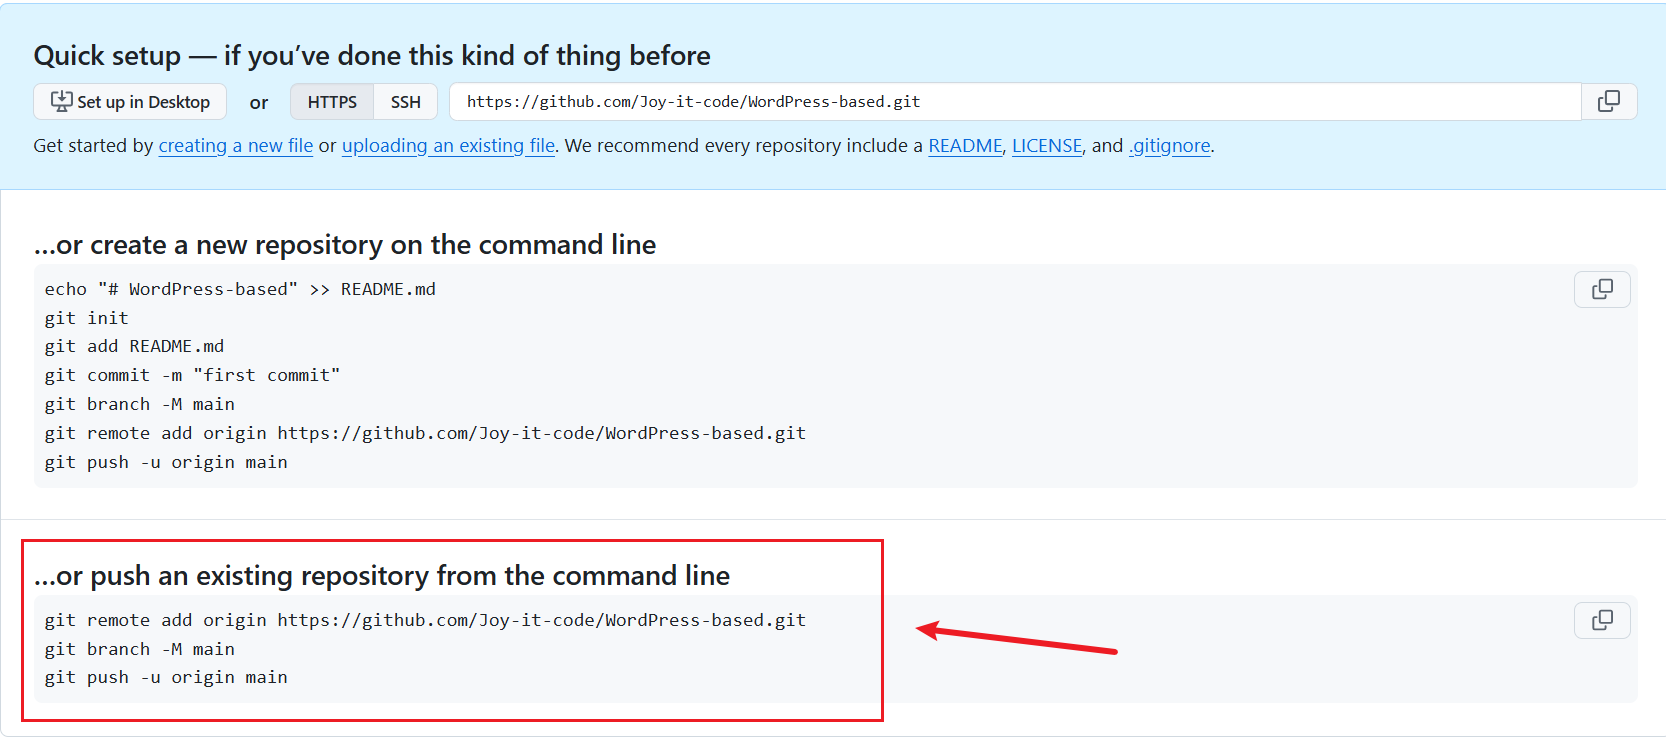 Quick setup — if you’ve done this kind of thing before
Set up in Desktop or HTTPS SSH https://github.com/Joy-it-code/WordPress-based.git
Get started by creating a new file or uploading an existing file. We recommend every repository include a README, LICENSE, and .gitignore.
…or create a new repository on the command line
echo "# WordPress-based" >> README.md
git init
git add README.md
git commit -m "first commit"
git branch -M main
git remote add origin https://github.com/Joy-it-code/WordPress-based.git
git push -u origin main
…or push an existing repository from the command line
git remote add origin https://github.com/Joy-it-code/WordPress-based.git
git branch -M main
git push -u origin main